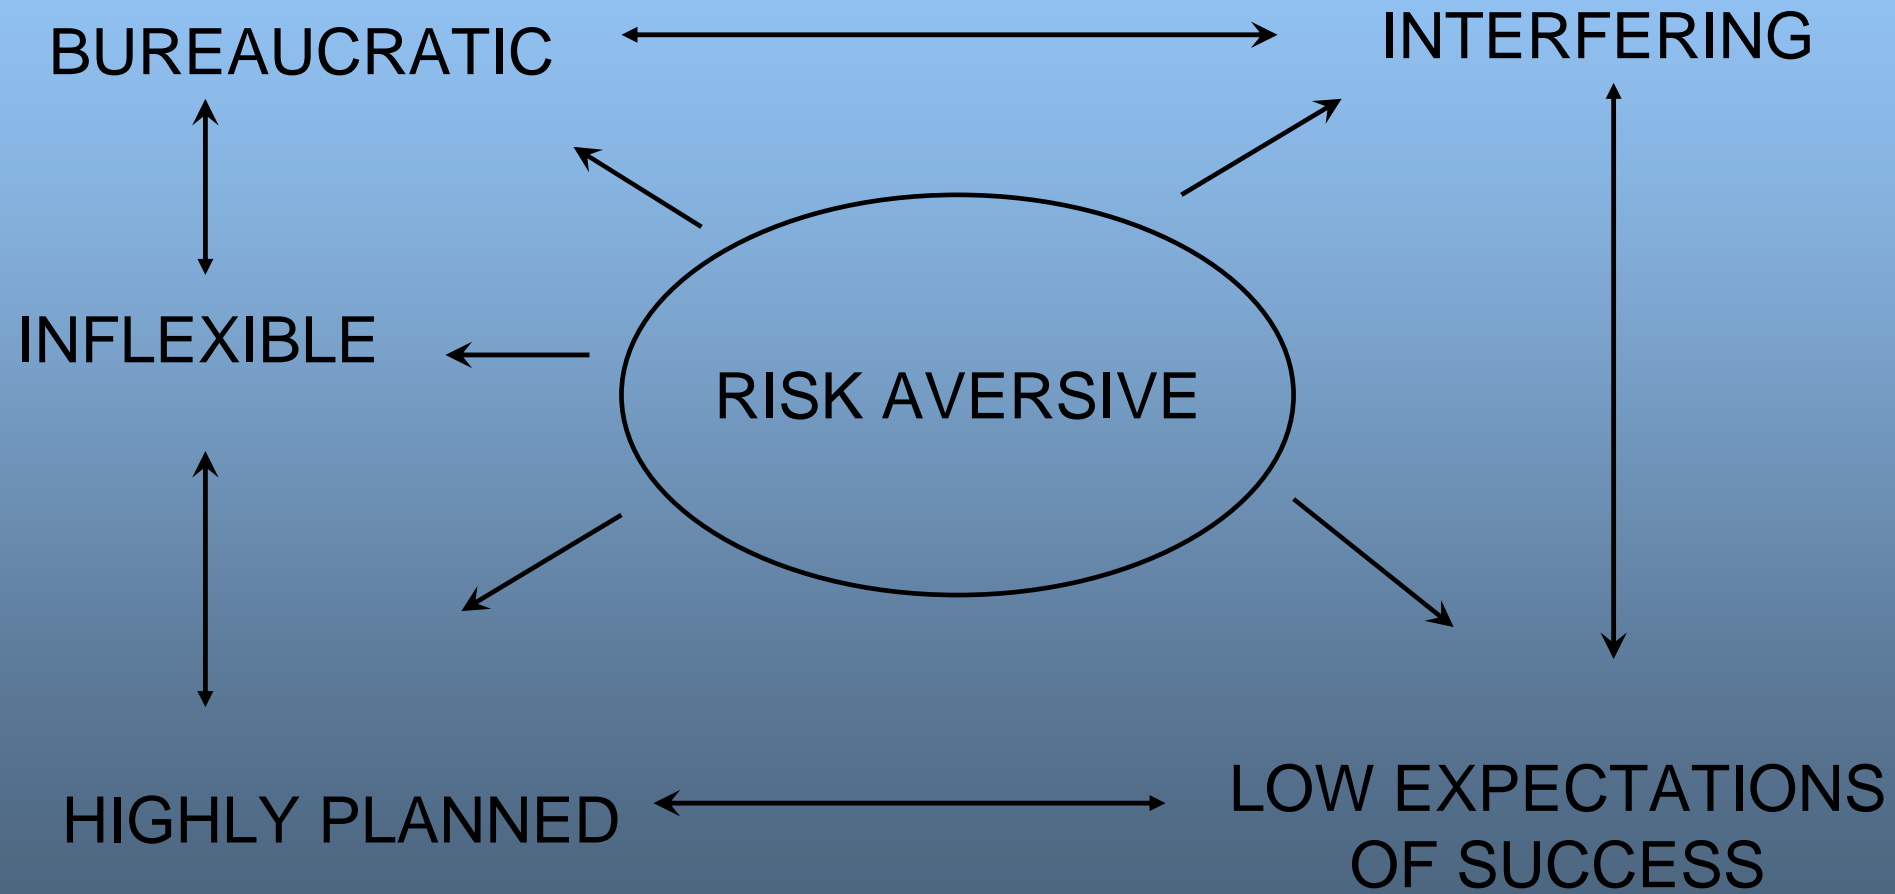 BUREAUCRATIC
INTERFERING
INFLEXIBLE
RISK AVERSIVE
HIGHLY PLANNED
LOW EXPECTATIONS
OF SUCCESS